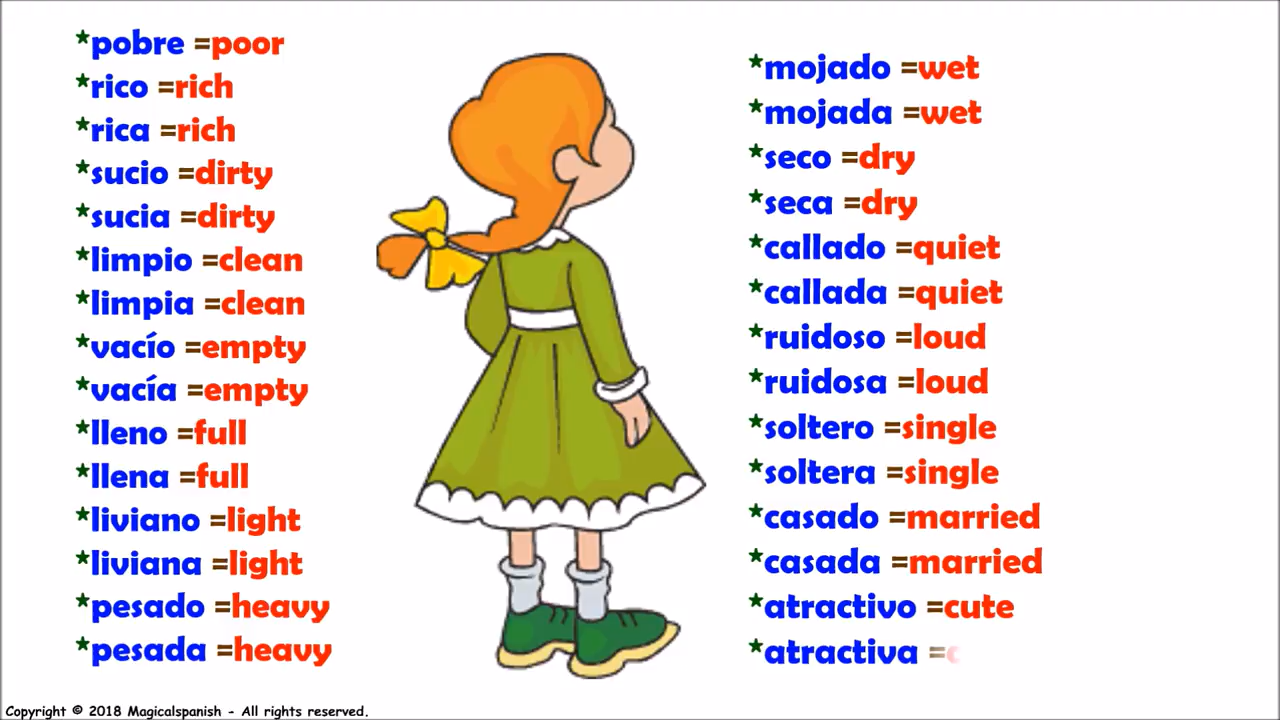 *pobre =poor
*rico =rich
*rica =rich
*sucio =dirty
*sucia =dirty
*limpio =clean
*limpia =clean
*vacío =empty
*vacía =empty
*lleno =full
*llena =full
*liviano =light
*liviana =light
*pesado =heavy
*pesada =heavy
*mojado =wet
*mojada =wet
*seco =dry
*seca =dry
*callado =quiet
*callada =quiet
*ruidoso =loud
*ruidosa =loud
*soltero =single
*soltera =single
*casado =married
*casada =married
*atractivo =cute
*atractiva =
Copyright © 2018 Magicalspanish - All rights reserved.